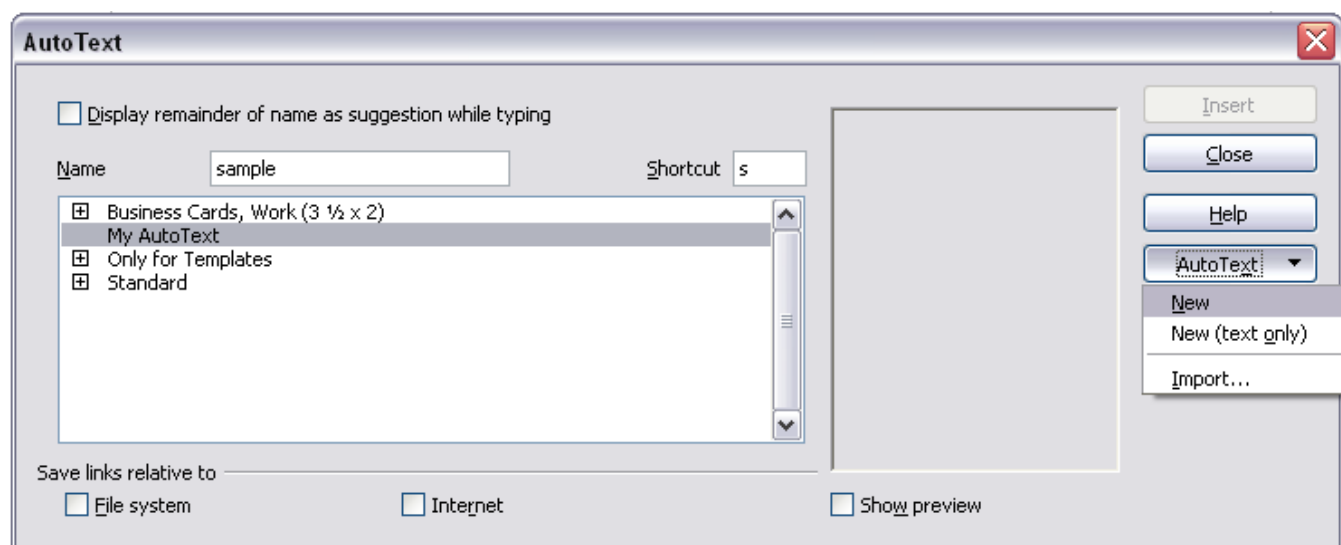 AutoText
Display remainder of name as suggestion while typing
Insert
Close
Name sample Shortcut s
Business Cards, Work (3 ½ x 2)
My AutoText
Only for Templates
Standard
Help
AutoText
New
New (text only)
Import...
Save links relative to
File system Internet Show preview